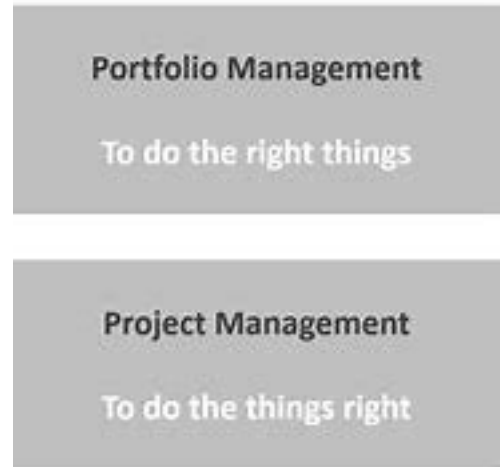 Portfolio Management
To do the right things
Project Management
To do the things right